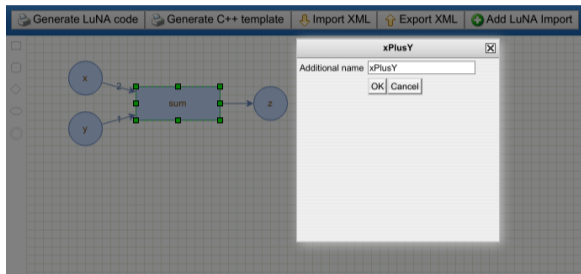 Generate LuNA code Generate C++ template Import XML Export XML Add LuNA Import
xPlusY
Additional name xPlusY
OK Cancel
x
2
sum
z
y
1